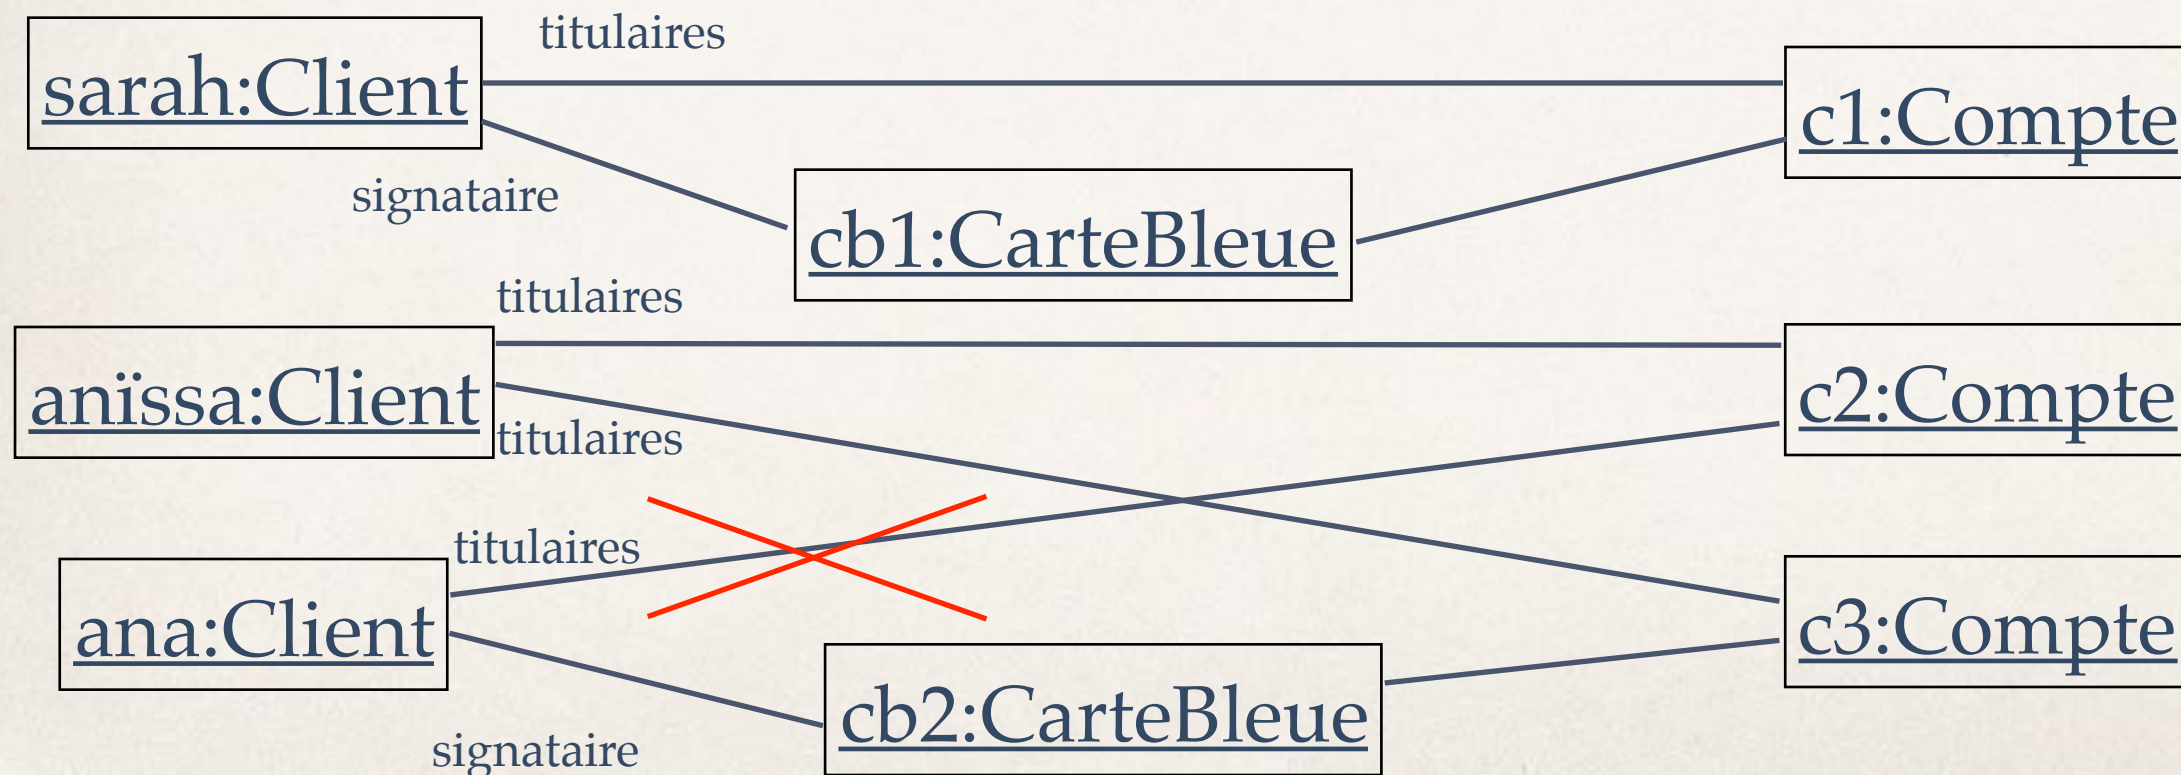 titulaires
sarah:Client
c1:Compte
signataire
cb1:CarteBleue
titulaires
anïssa:Client
c2:Compte
titulaires
titulaires
ana:Client
c3:Compte
cb2:CarteBleue
signataire